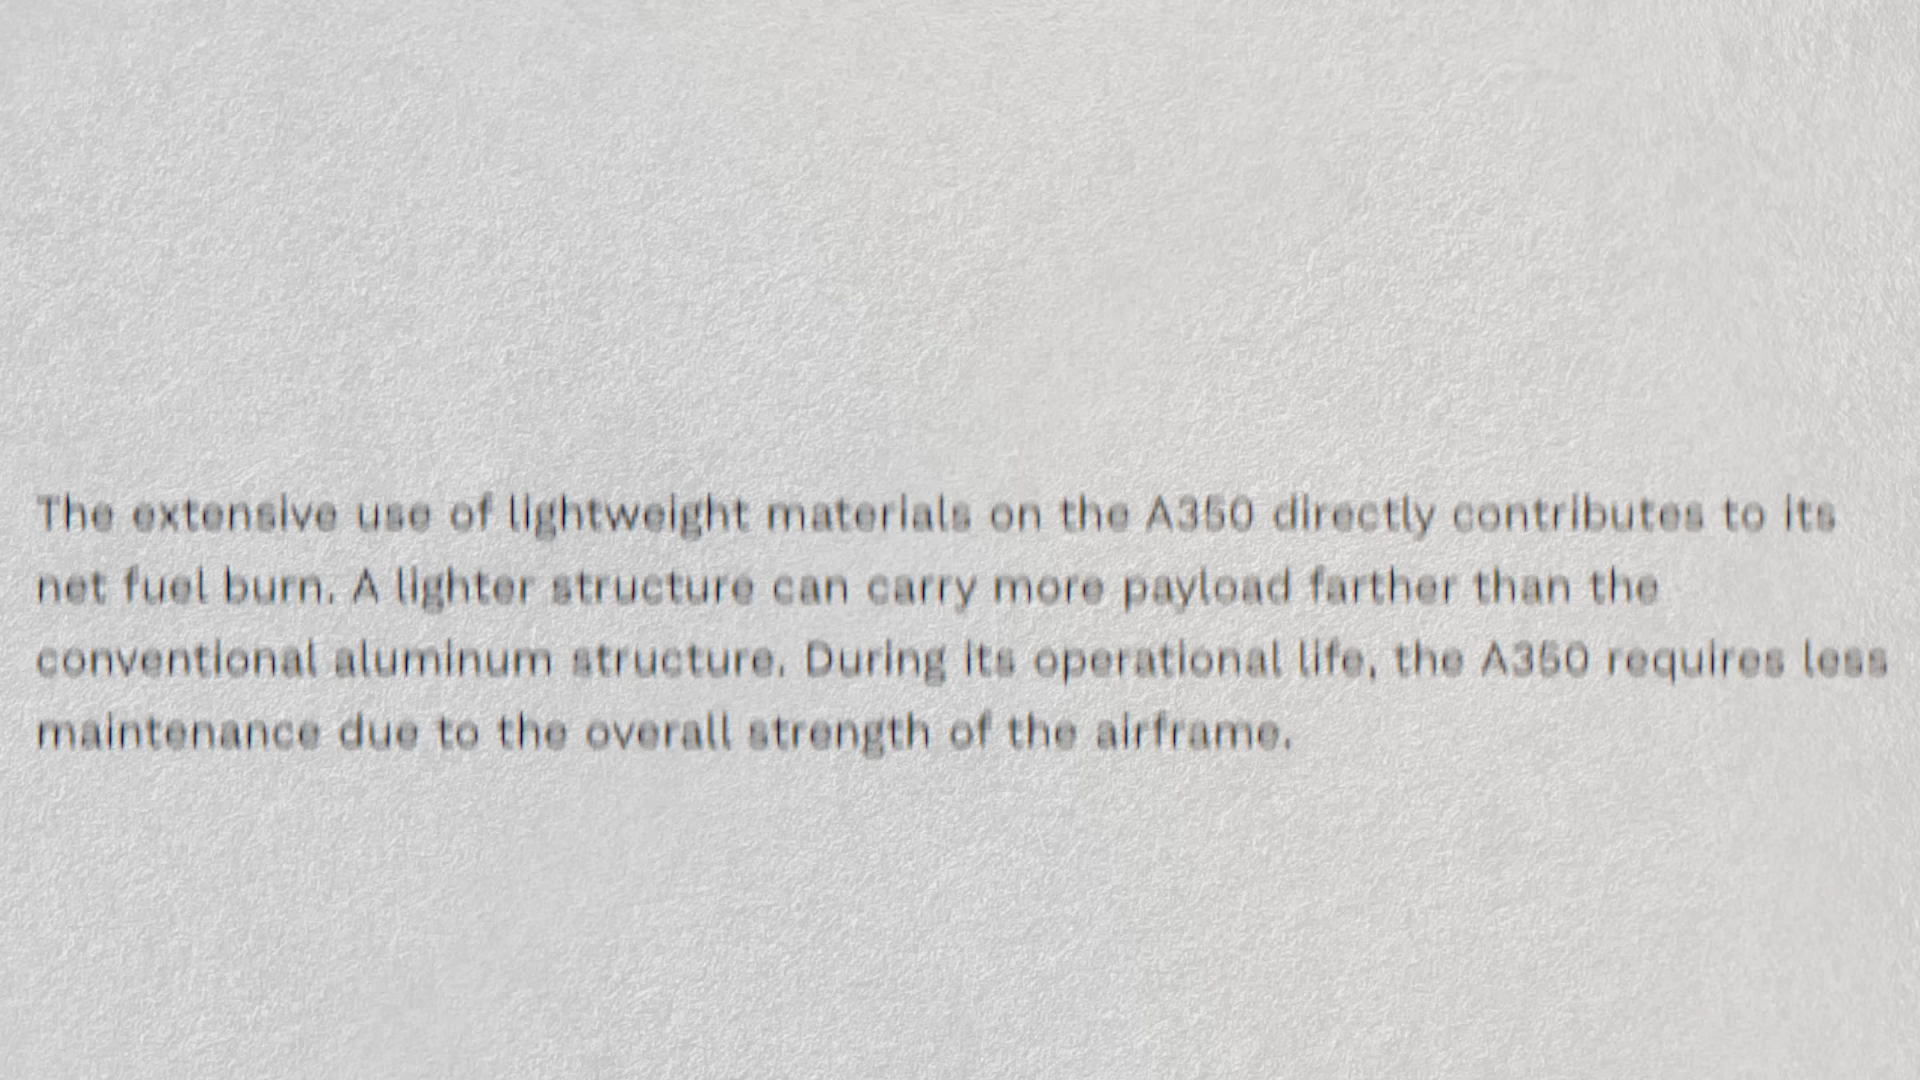 The extensive use of lightweight materials on the A350 directly contributes to its
net fuel burn. A lighter structure can carry more payload farther than the
conventional aluminum structure. During its operational life, the A350 requires less
maintenance due to the overall strength of the airframe.